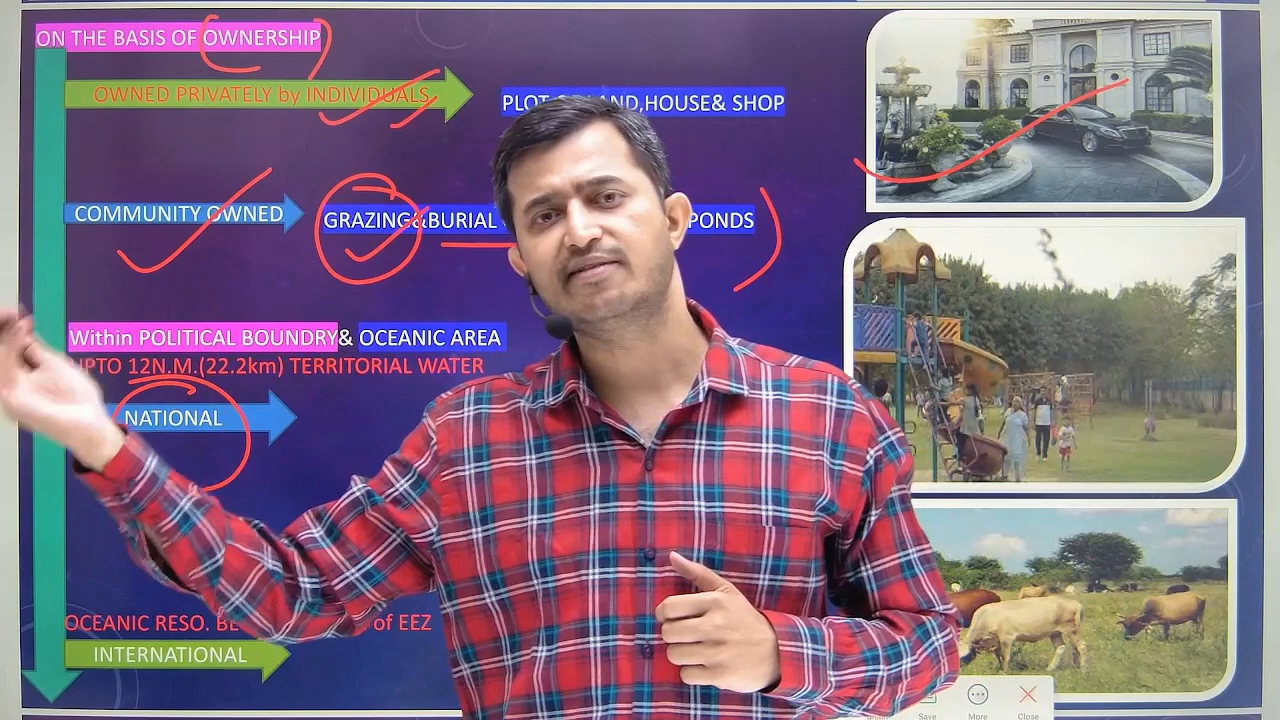 ON THE BASIS OF OWNERSHIP
OWNED PRIVATELY by INDIVIDUALS
PLOT LAND,HOUSE& SHOP
COMMUNITY OWNED
GRAZING&BURIAL PONDS
Within POLITICAL BOUNDRY& OCEANIC AREA
UPTO 12N.M.(22.2km) TERRITORIAL WATER
NATIONAL
OCEANIC RESO. of EEZ
INTERNATIONAL
Save
More
Close